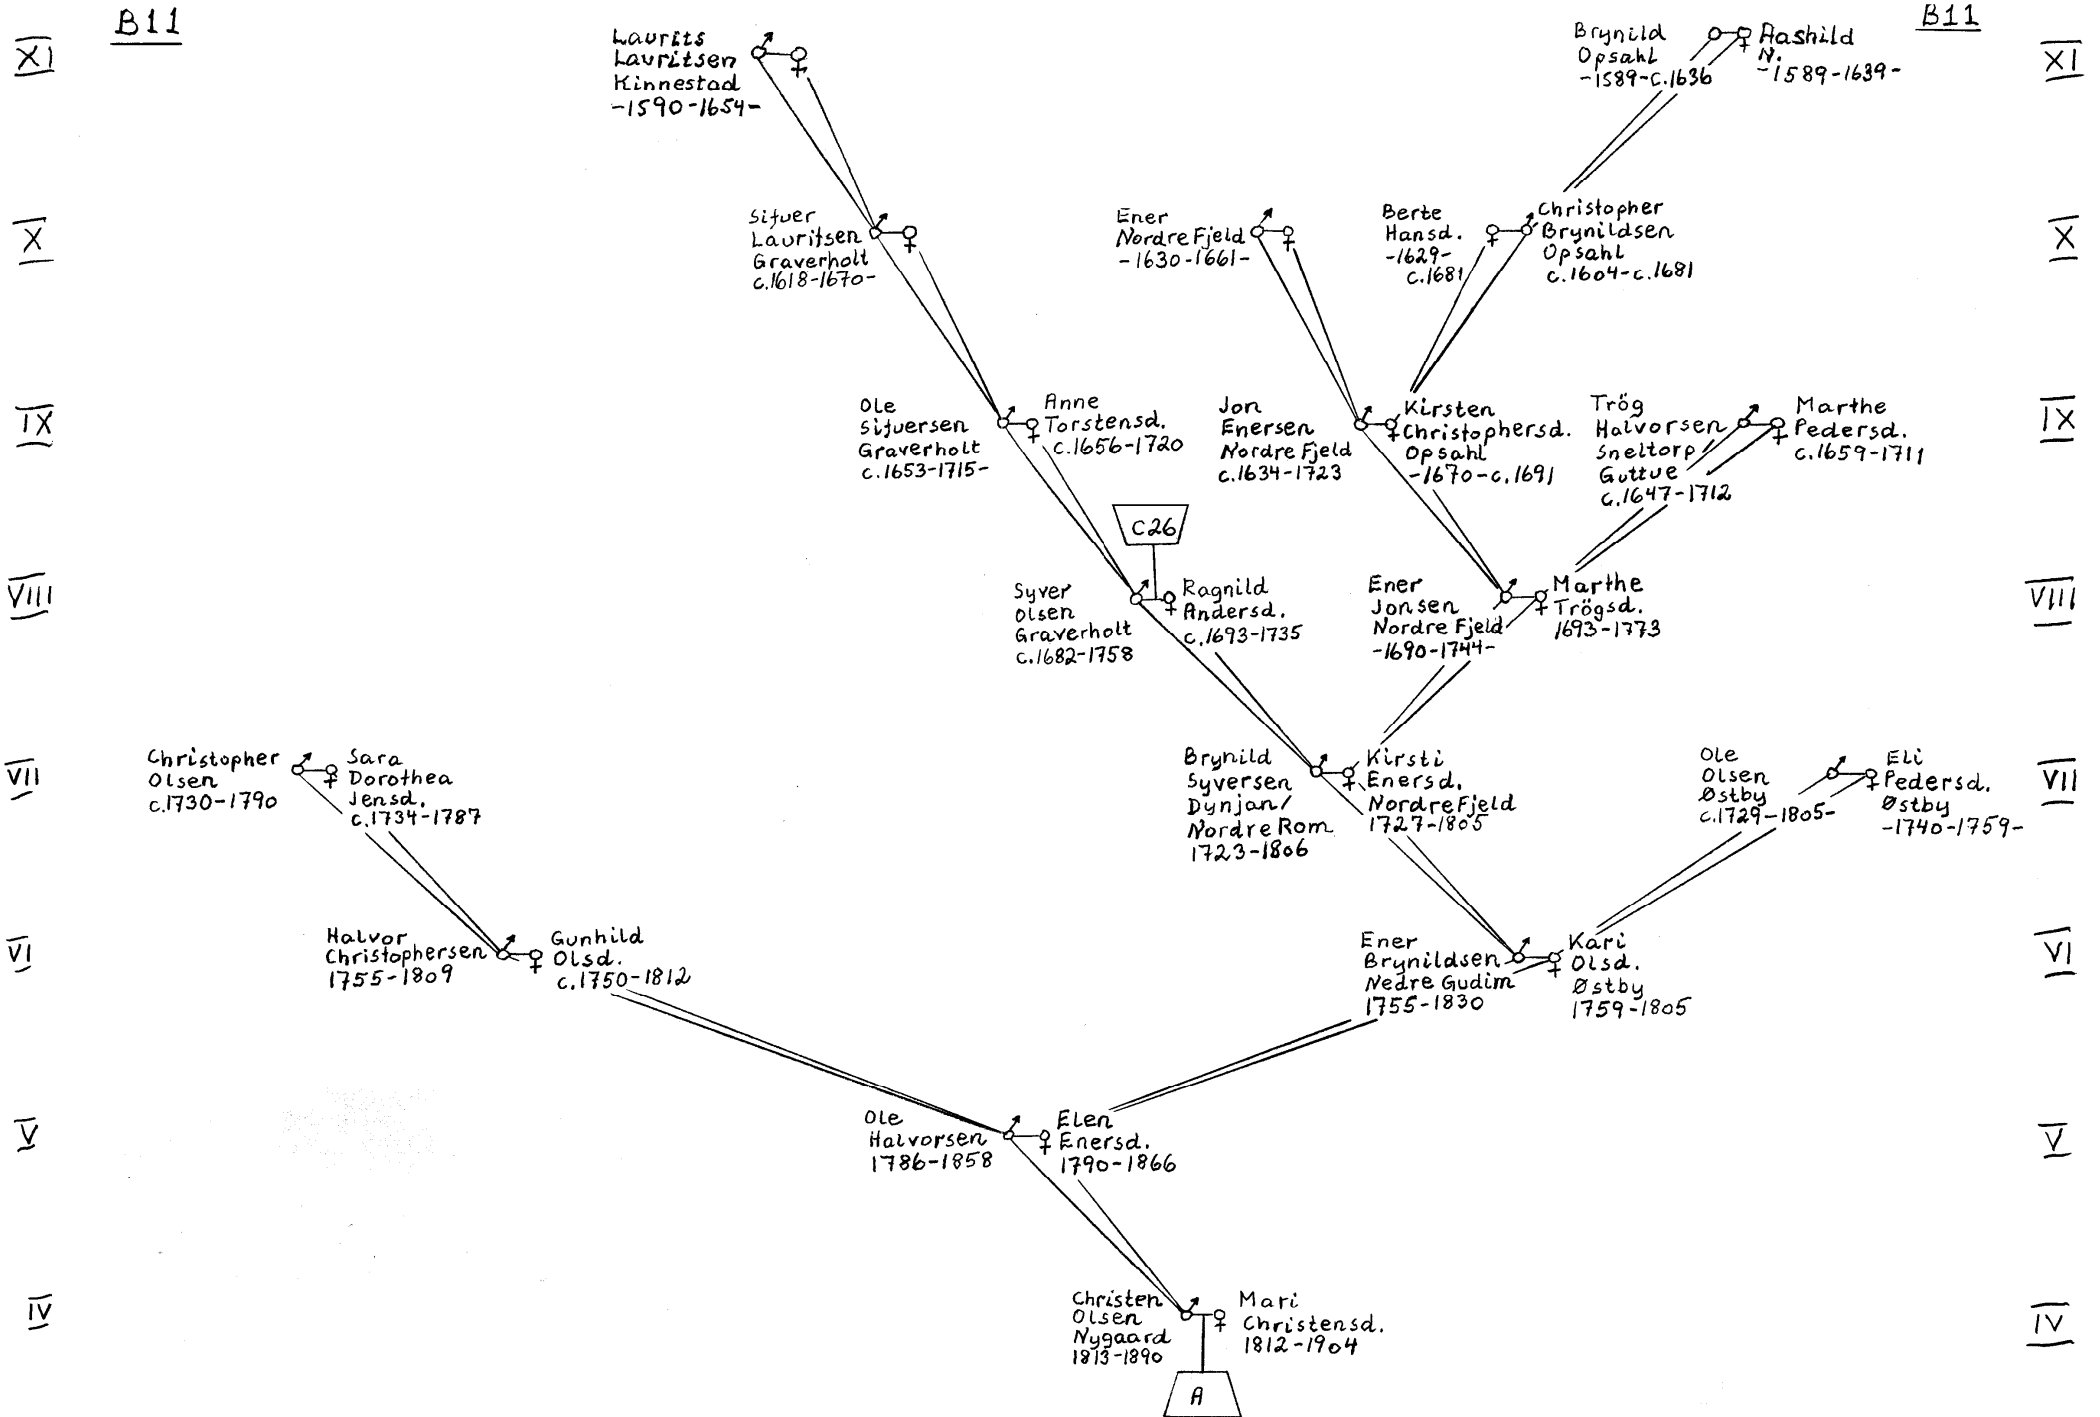 B11
B11
XI
Laurits
Lauritsen
Kinnestad
-1590-1654-
Brynild
Opsahl
-1589-c.1636
Aashild
N.
-1589-1639-
XI
X
Sifuer
Lauritsen
Graverholt
c.1618-1670-
Ener
Nordre Fjeld
-1630-1661-
Berte
Hansd.
-1629-
c.1681
Christopher
Brynildsen
Opsahl
c.1604-c.1681
X
IX
Ole
Sifuersen
Graverholt
c.1653-1715-
Anne
Torstensd.
c.1656-1720
Jon
Enersen
Nordre Fjeld
c.1634-1723
Kirsten
Christophersd.
Opsahl
-1670-c.1691
Trög
Halvorsen
Sneltorp
Guttue
c.1647-1712
Marthe
Pedersd.
c.1659-1711
IX
C26
VIII
Syver
Olsen
Graverholt
c.1682-1758
Ragnild
Andersd.
c.1693-1735
Ener
Jonsen
Nordre Fjeld
-1690-1744-
Marthe
Trögsd.
1693-1773
VIII
VII
Christopher
Olsen
c.1730-1790
Sara
Dorothea
Jensd.
c.1734-1787
Brynild
Syversen
Dynjan/
Nordre Rom
1723-1806
Kirsti
Enersd.
Nordre Fjeld
1727-1805
Ole
Olsen
Østby
c.1729-1805-
Eli
Pedersd.
Østby
-1740-1759-
VII
VI
Halvor
Christophersen
1755-1809
Gunhild
Olsd.
c.1750-1812
Ener
Brynildsen
Nedre Gudim
1755-1830
Kari
Olsd.
Østby
1759-1805
VI
V
Ole
Halvorsen
1786-1858
Elen
Enersd.
1790-1866
V
IV
Christen
Olsen
Nygaard
1813-1890
Mari
Christensd.
1812-1904
IV
A